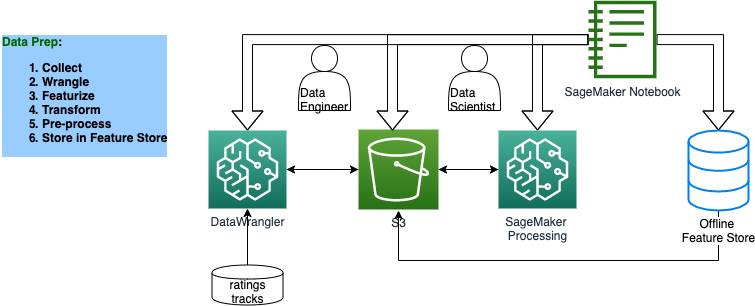 Data Prep:
1. Collect
2. Wrangle
3. Featurize
4. Transform
5. Pre-process
6. Store in Feature Store
Data
Engineer
Data
Scientist
SageMaker Notebook
DataWrangler
S3
SageMaker
Processing
Offline
Feature Store
ratings
tracks